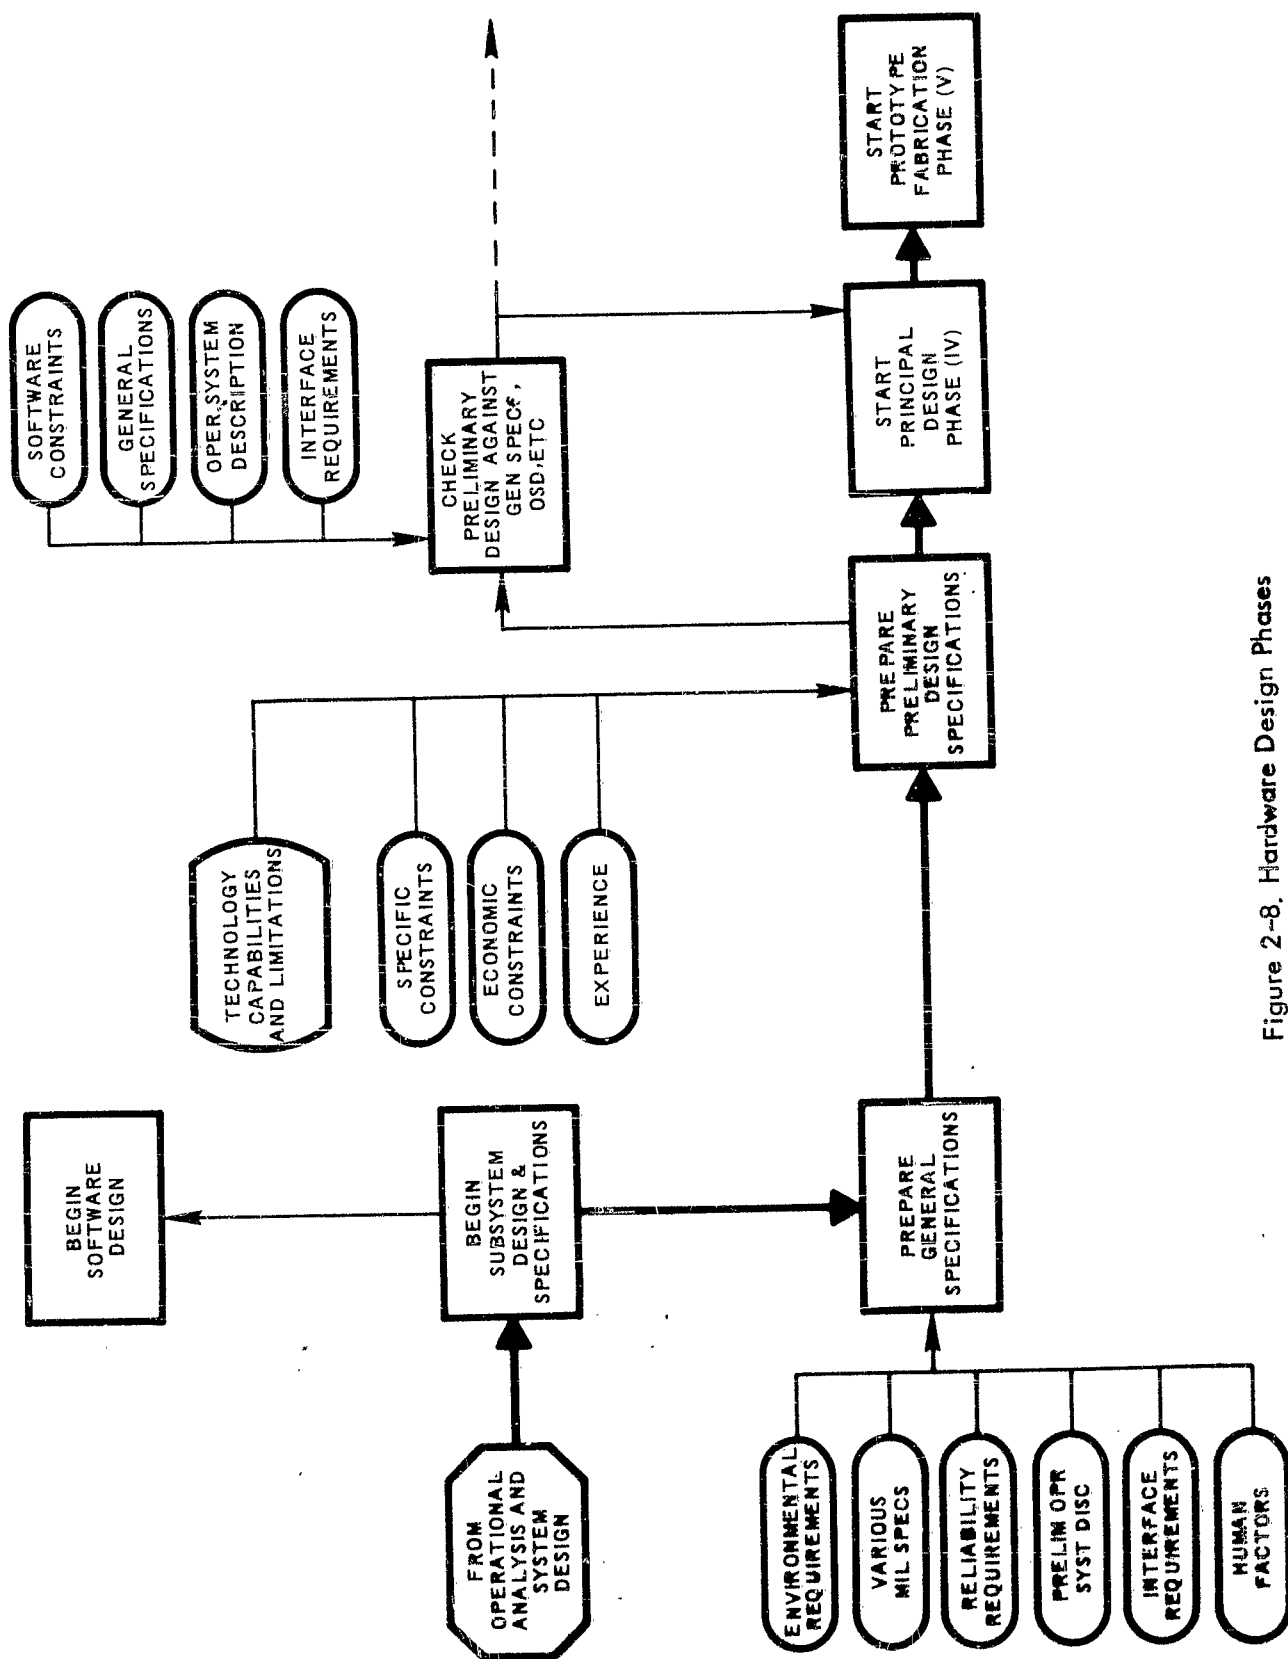 BEGIN
SOFTWARE
DESIGN
FROM
OPERATIONAL
ANALYSIS AND
SYSTEM
DESIGN
BEGIN
SUBSYSTEM
DESIGN &
SPECIFICATIONS
ENVIRONMENTAL
REQUIREMENTS
VARIOUS
MIL SPECS
RELIABILITY
REQUIREMENTS
PRELIM OPR
SYST DISC
INTERFACE
REQUIREMENTS
HUMAN
FACTORS
PREPARE
GENERAL
SPECIFICATIONS
TECHNOLOGY
CAPABILITIES
AND LIMITATIONS
SPECIFIC
CONSTRAINTS
ECONOMIC
CONSTRAINTS
EXPERIENCE
PREPARE
PRELIMINARY
DESIGN
SPECIFICATIONS
SOFTWARE
CONSTRAINTS
GENERAL
SPECIFICATIONS
OPER. SYSTEM
DESCRIPTION
INTERFACE
REQUIREMENTS
CHECK
PRELIMINARY
DESIGN AGAINST
GEN SPECS,
OSD, ETC
START
PRINCIPAL
DESIGN
PHASE (IV)
START
PROTOTYPE
FABRICATION
PHASE (V)
Figure 2-8. Hardware Design Phases